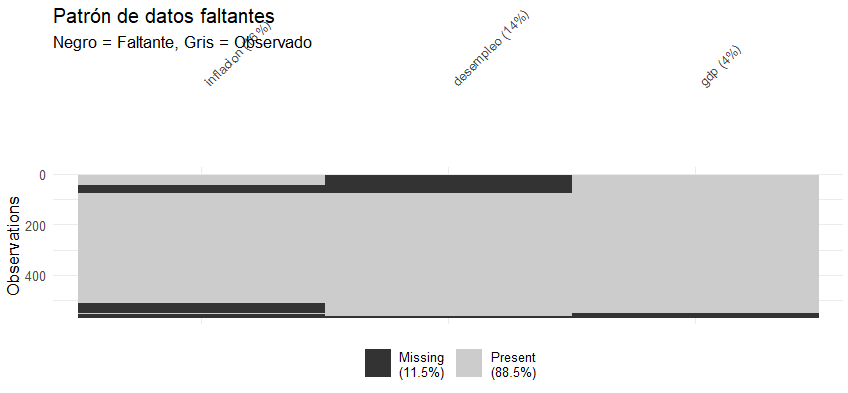 Patrón de datos faltantes
Negro = Faltante, Gris = Observado
desempleo (14%)
gdp (4%)
Observations
0
200
400
Missing
(11.5%)
Present
(88.5%)